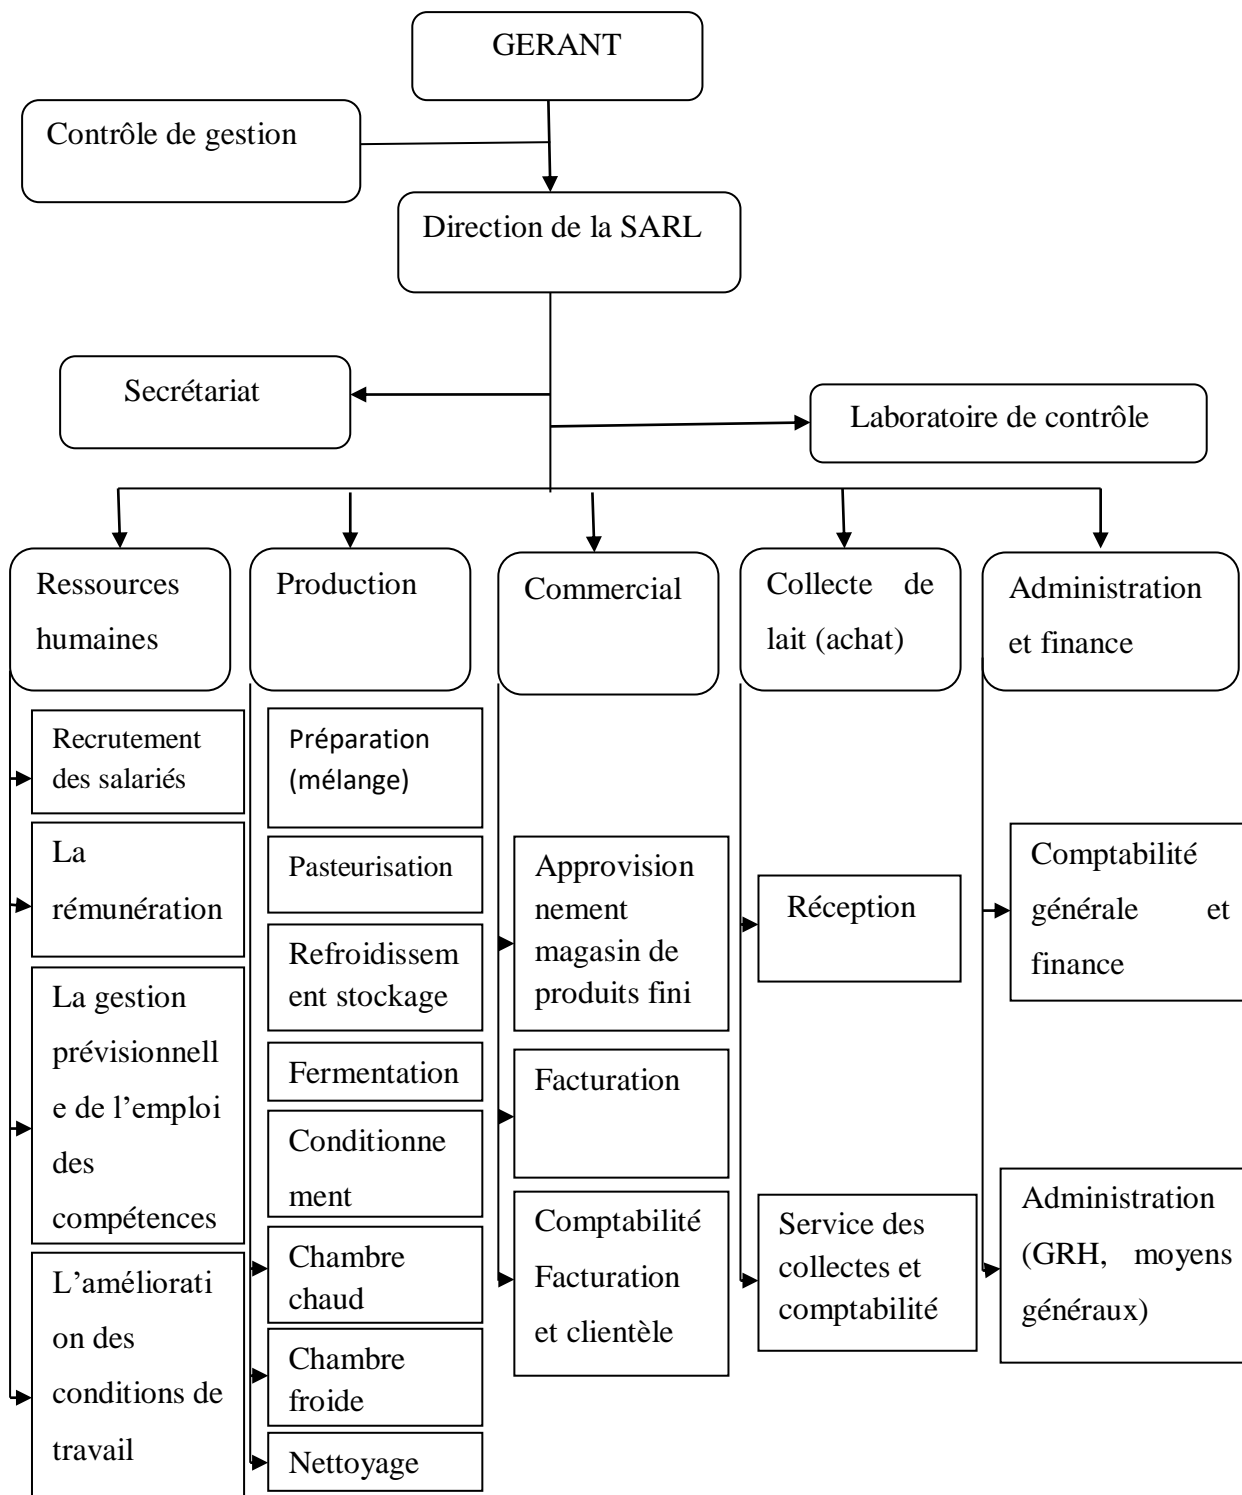 GERANT
Contrôle de gestion
Direction de la SARL
Secrétariat
Laboratoire de contrôle
Ressources
humaines
Production
Commercial
Collecte de
lait (achat)
Administration
et finance
Recrutement
des salariés
La
rémunération
La gestion
prévisionnell
e de l’emploi
des
compétences
L’améliorati
on des
conditions de
travail
Préparation
(mélange)
Pasteurisation
Refroidissem
ent stockage
Fermentation
Conditionne
ment
Chambre
chaud
Chambre
froide
Nettoyage
Approvision
nement
magasin de
produits fini
Facturation
Comptabilité
Facturation
et clientèle
Réception
Service des
collectes et
comptabilité
Comptabilité
générale et
finance
Administration
(GRH, moyens
généraux)